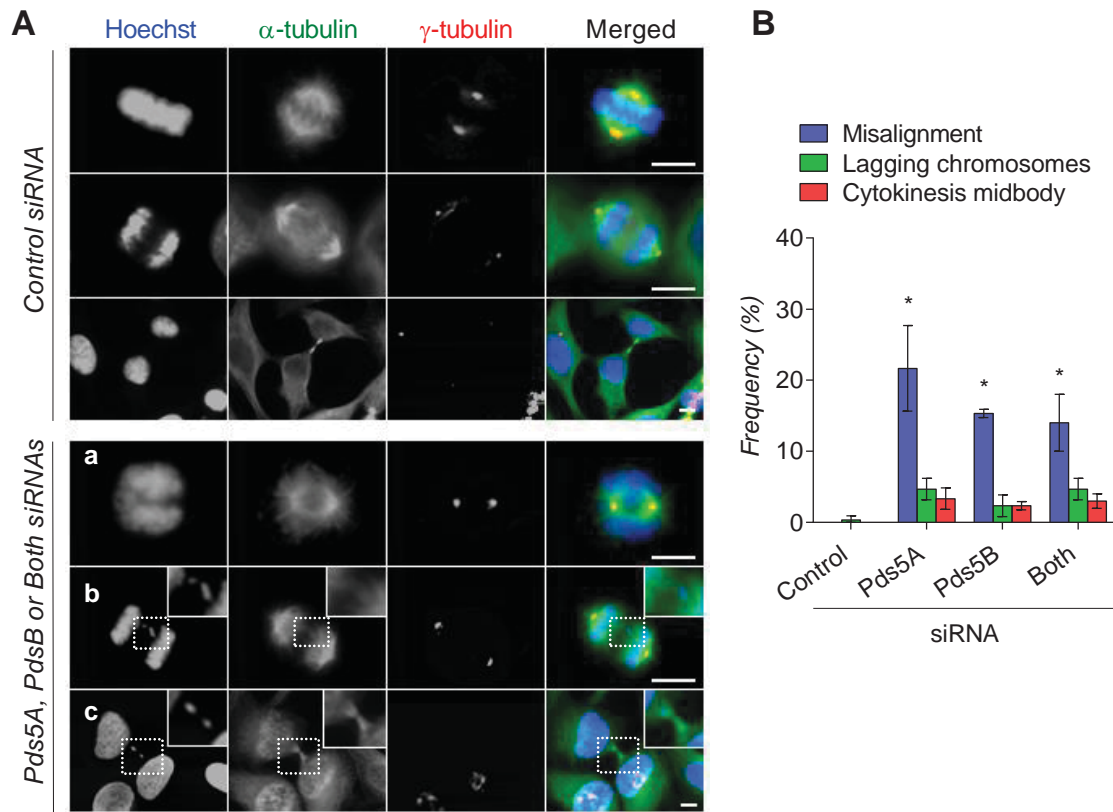 A
Hoechst
α-tubulin
γ-tubulin
Merged
Control siRNA
Pds5A, PdsB or Both siRNAs
a
b
c
B
Misalignment
Lagging chromosomes
Cytokinesis midbody
Frequency (%)
40
30
20
10
0
*
*
*
Control
Pds5A
Pds5B
Both
siRNA